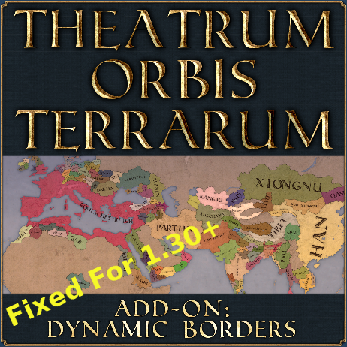 THEATRUM
ORBIS
TERRARUM
XIONGNU
HAN
Fixed For 1.30+
ADD-ON:
DYNAMIC BORDERS